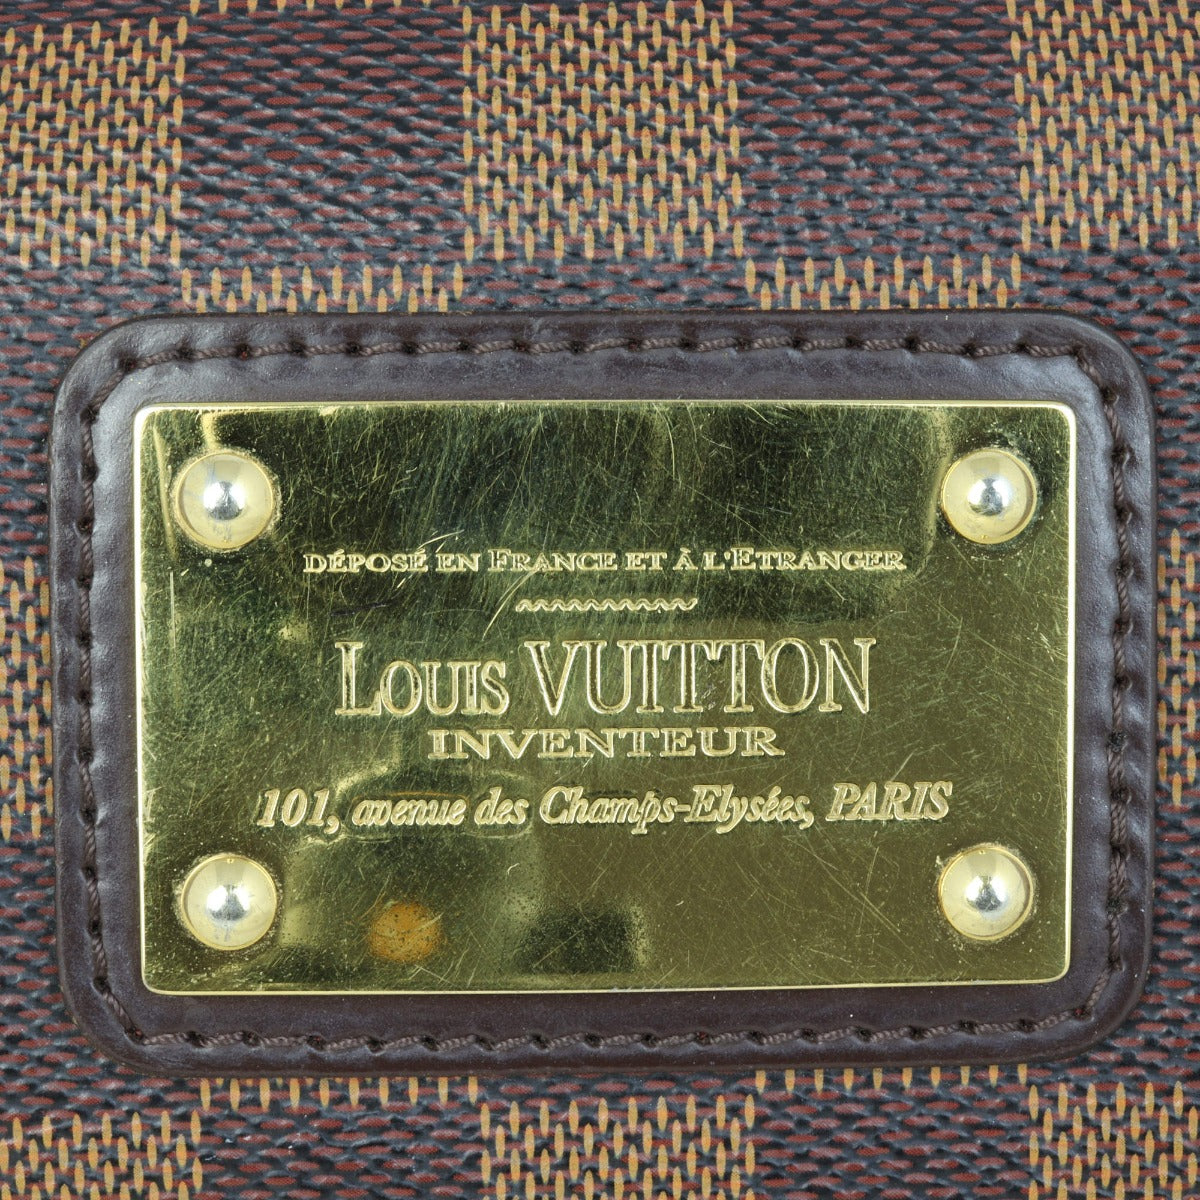 DÉPOSÉ EN FRANCE ET À L'ETRANGER
LOUIS VUITTON
INVENTEUR
101, avenue des Champs-Elysées, PARIS